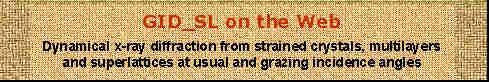 GID_SL on the Web
Dynamical x-ray diffraction from strained crystals, multilayers
and superlattices at usual and grazing incidence angles